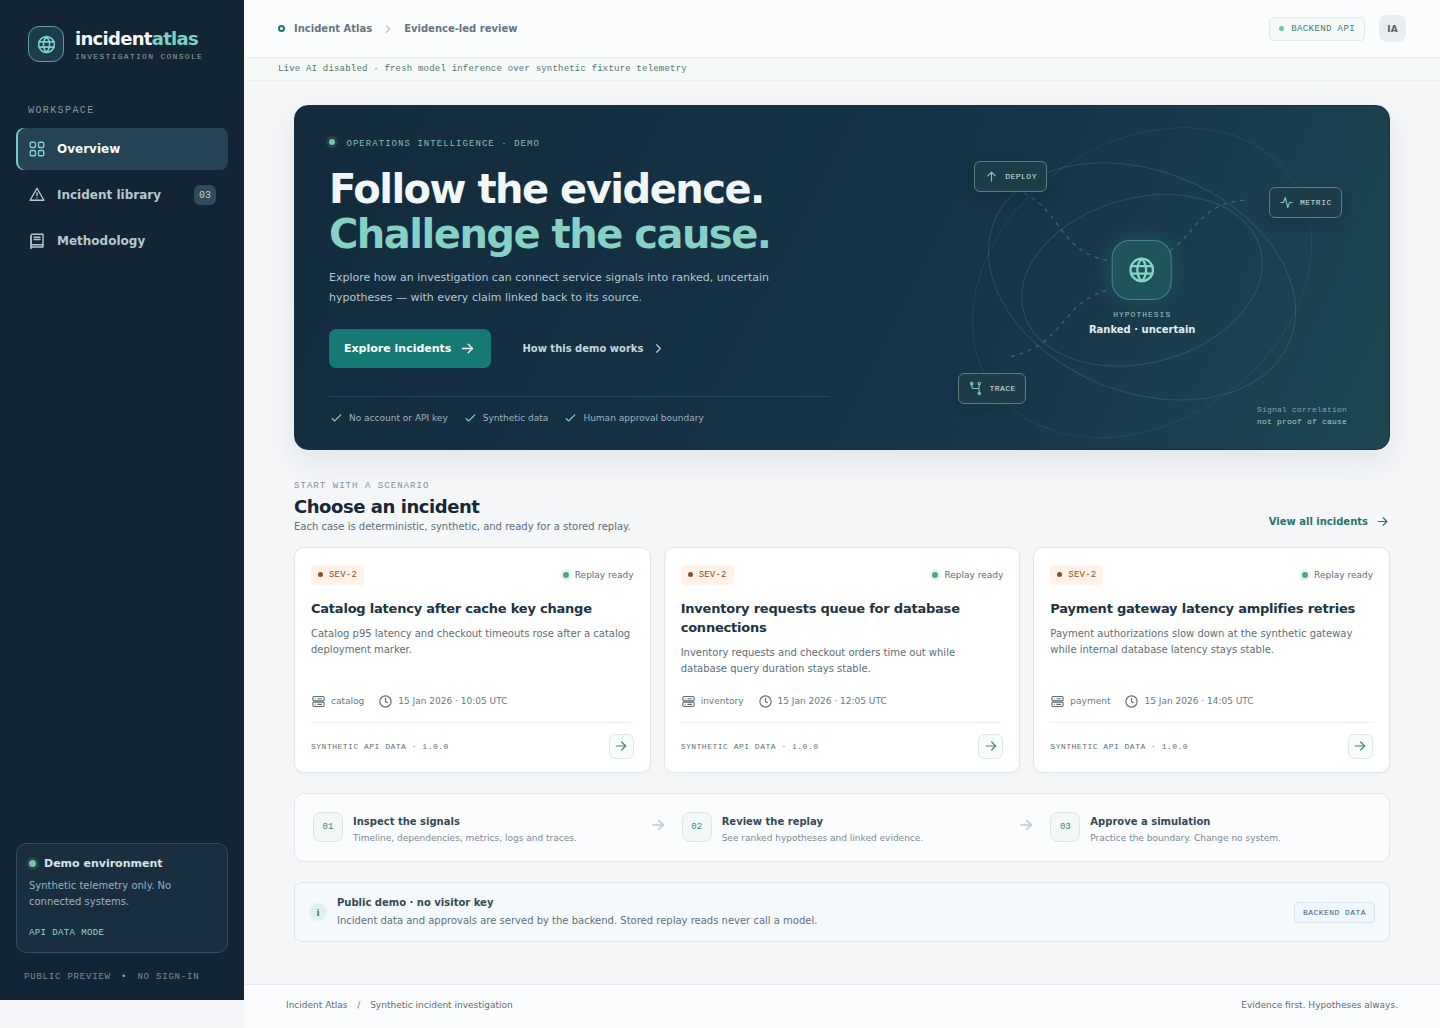 incidentatlas
INVESTIGATION CONSOLE
WORKSPACE
Overview
Incident library 03
Methodology
Demo environment
Synthetic telemetry only. No
connected systems.
API DATA MODE
PUBLIC PREVIEW • NO SIGN-IN
Incident Atlas > Evidence-led review
BACKEND API
IA
Live AI disabled · fresh model inference over synthetic fixture telemetry
OPERATIONS INTELLIGENCE · DEMO
Follow the evidence.
Challenge the cause.
Explore how an investigation can connect service signals into ranked, uncertain
hypotheses — with every claim linked back to its source.
Explore incidents
How this demo works
No account or API key
Synthetic data
Human approval boundary
DEPLOY
METRIC
HYPOTHESIS
Ranked · uncertain
TRACE
Signal correlation
not proof of cause
START WITH A SCENARIO
Choose an incident
Each case is deterministic, synthetic, and ready for a stored replay.
View all incidents
SEV-2
Replay ready
Catalog latency after cache key change
Catalog p95 latency and checkout timeouts rose after a catalog
deployment marker.
catalog
15 Jan 2026 · 10:05 UTC
SYNTHETIC API DATA · 1.0.0
SEV-2
Replay ready
Inventory requests queue for database
connections
Inventory requests and checkout orders time out while
database query duration stays stable.
inventory
15 Jan 2026 · 12:05 UTC
SYNTHETIC API DATA · 1.0.0
SEV-2
Replay ready
Payment gateway latency amplifies retries
Payment authorizations slow down at the synthetic gateway
while internal database latency stays stable.
payment
15 Jan 2026 · 14:05 UTC
SYNTHETIC API DATA · 1.0.0
01
Inspect the signals
Timeline, dependencies, metrics, logs and traces.
02
Review the replay
See ranked hypotheses and linked evidence.
03
Approve a simulation
Practice the boundary. Change no system.
i
Public demo · no visitor key
Incident data and approvals are served by the backend. Stored replay reads never call a model.
BACKEND DATA
Incident Atlas / Synthetic incident investigation
Evidence first. Hypotheses always.